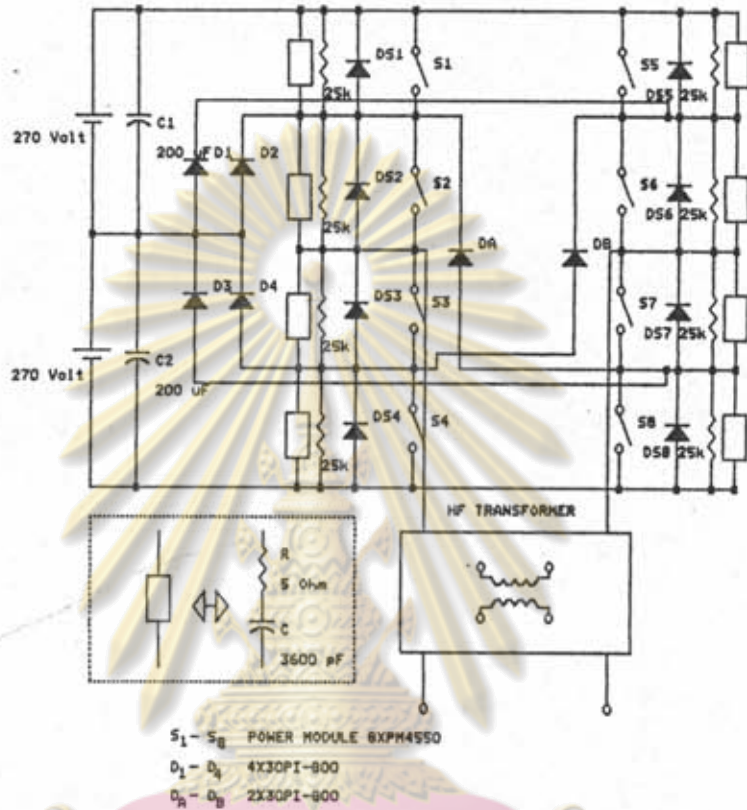 DS1
S1
S5
25k
DS5 25k
C1
270 Volt
200 uF
D1
D2
DS2
S2
S6
25k
DS6 25k
DA
DB
D3
D4
DS3
S3
S7
25k
DS7 25k
270 Volt
C2
200 uF
DS4
S4
S8
25k
DS8 25k
HF TRANSFORMER
R
5 Ohm
C
3600 pF
S1 - S8 POWER MODULE 8XPM4550
D1 - D4 4X30PI-800
DA - DB 2X30PI-800